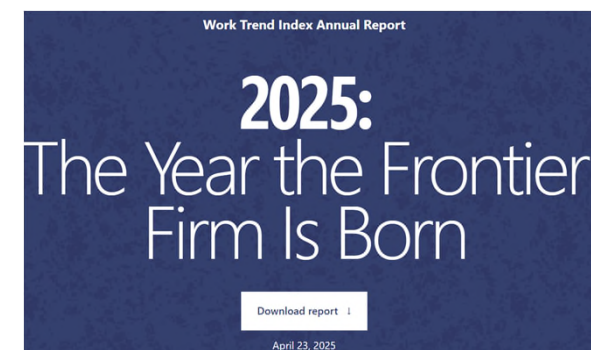 Work Trend Index Annual Report
2025:
The Year the Frontier
Firm Is Born
Download report ↓
April 23, 2025